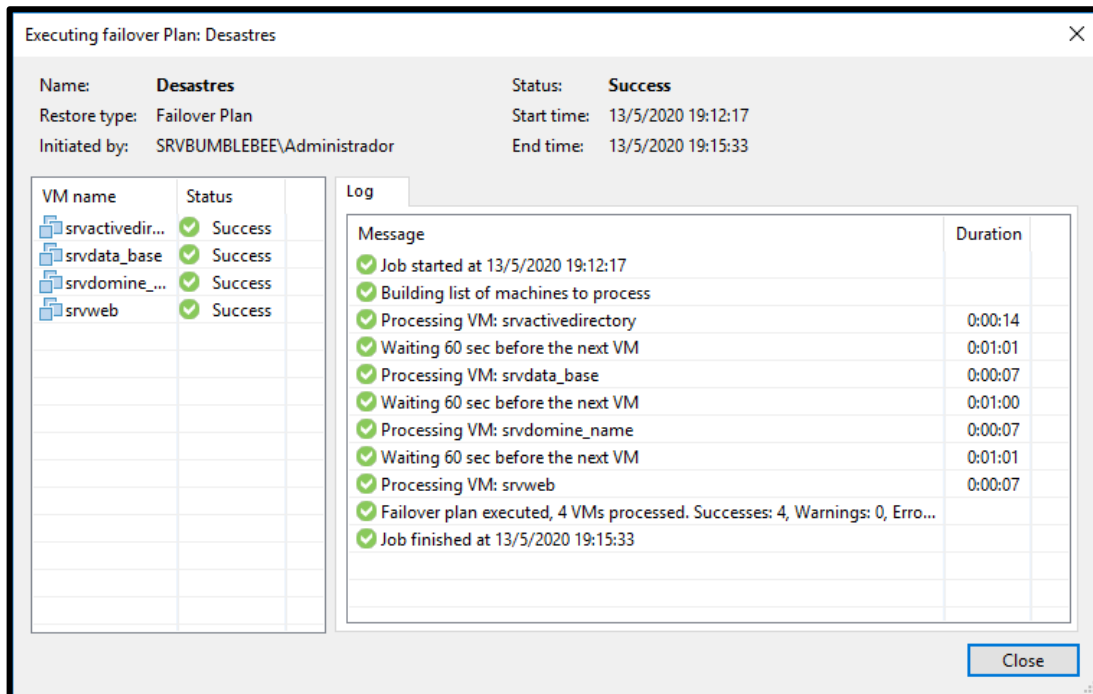 Executing failover Plan: Desastres
Name: Desastres Status: Success
Restore type: Failover Plan Start time: 13/5/2020 19:12:17
Initiated by: SRVBUMBLEBEE\Administrador End time: 13/5/2020 19:15:33
VM name Status
srvactivedir... Success
srvdata_base Success
srvdomine_... Success
srvweb Success
Log
Message Duration
Job started at 13/5/2020 19:12:17
Building list of machines to process
Processing VM: srvactivedirectory 0:00:14
Waiting 60 sec before the next VM 0:01:01
Processing VM: srvdata_base 0:00:07
Waiting 60 sec before the next VM 0:01:00
Processing VM: srvdomine_name 0:00:07
Waiting 60 sec before the next VM 0:01:01
Processing VM: srvweb 0:00:07
Failover plan executed, 4 VMs processed. Successes: 4, Warnings: 0, Erro...
Job finished at 13/5/2020 19:15:33
Close